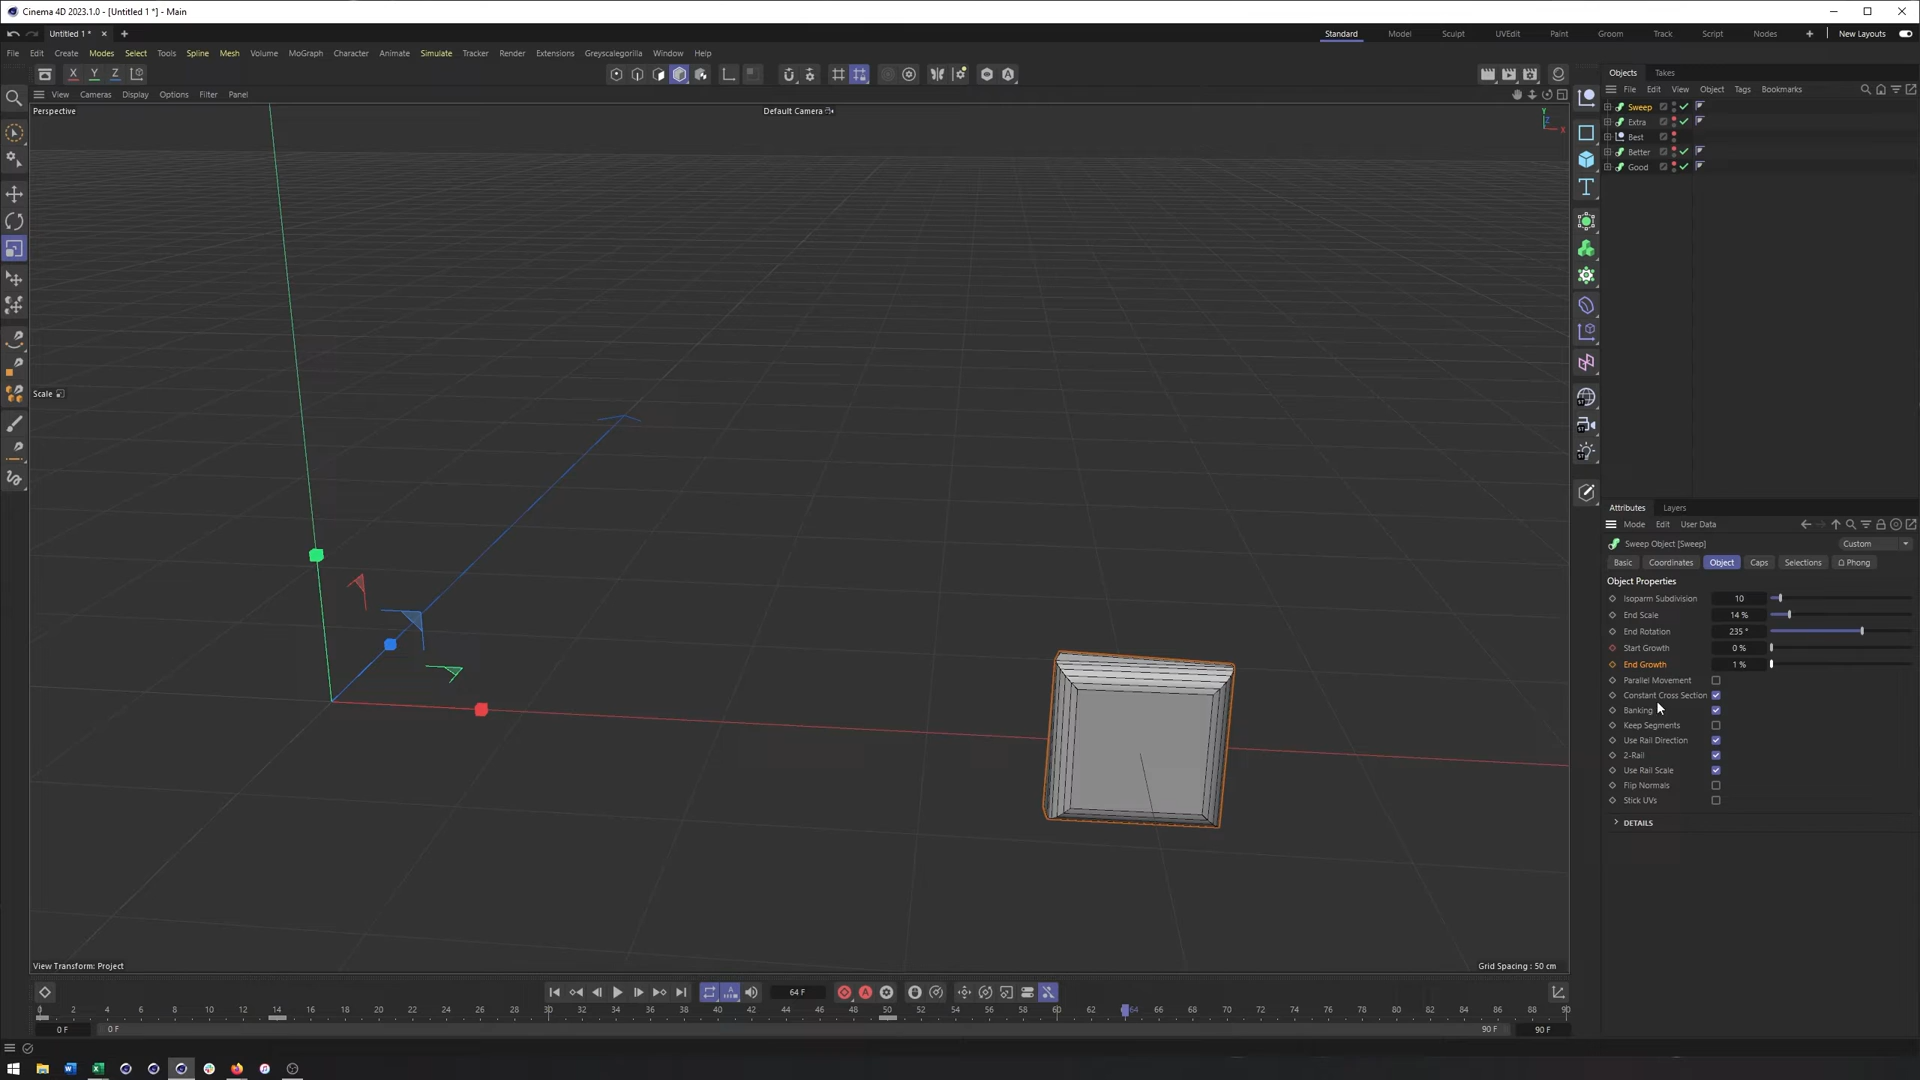 Cinema 4D 2023.1.0 - [Untitled 1 *] - Main
Untitled 1 *
Standard Model Sculpt UVEdit Paint Groom Track Script Nodes New Layouts
File Edit Create Modes Select Tools Spline Mesh Volume MoGraph Character Animate Simulate Tracker Render Extensions Greyscalegorilla Window Help
X Y Z
Objects Takes
File Edit View Object Tags Bookmarks
View Cameras Display Options Filter Panel
Perspective
Default Camera
Y
Z
X
Sweep
Extra
Best
Better
Good
Scale
Attributes Layers
Mode Edit User Data
Sweep Object [Sweep]
Custom
Basic Coordinates Object Caps Selections Phong
Object Properties
Isoparm Subdivision 10
End Scale 14 %
End Rotation 235 °
Start Growth 0 %
End Growth 1 %
Parallel Movement
Constant Cross Section
Banking
Keep Segments
Use Rail Direction
2-Rail
Use Rail Scale
Flip Normals
Stick UVs
DETAILS
View Transform: Project
Grid Spacing : 50 cm
64 F
0 2 4 6 8 10 12 14 16 18 20 22 24 26 28 30 32 34 36 38 40 42 44 46 48 50 52 54 56 58 60 62 64 66 68 70 72 74 76 78 80 82 84 86 88 90
0 F 0 F 90 F 90 F